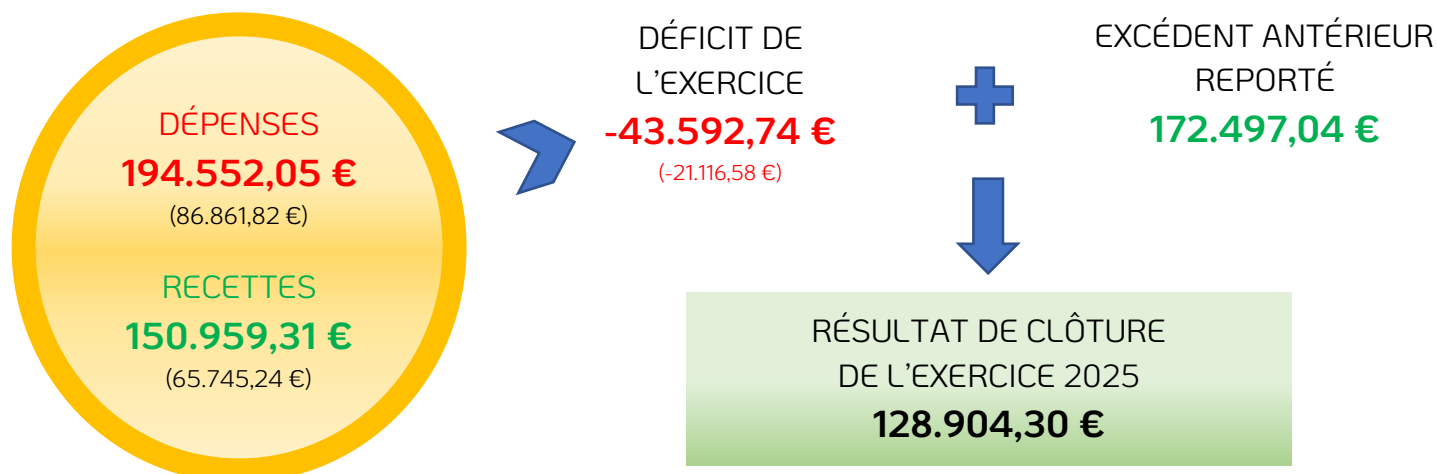 DÉPENSES
194.552,05 €
(86.861,82 €)
RECETTES
150.959,31 €
(65.745,24 €)
DÉFICIT DE
L’EXERCICE
-43.592,74 €
(-21.116,58 €)
EXCÉDENT ANTÉRIEUR
REPORTÉ
172.497,04 €
RÉSULTAT DE CLÔTURE
DE L’EXERCICE 2025
128.904,30 €